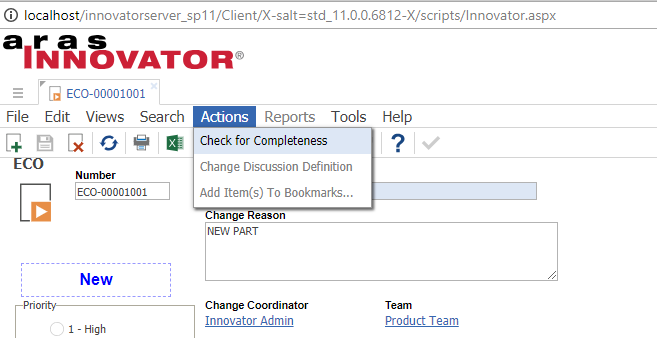 localhost/innovatorserver_sp11/Client/X-salt=std_11.0.0.6812-X/scripts/Innovator.aspx
aras
INNOVATOR®
ECO-00001001
File Edit Views Search Actions Reports Tools Help
Check for Completeness
Change Discussion Definition
Add Item(s) To Bookmarks...
ECO
Number
ECO-00001001
Change Reason
NEW PART
New
Priority
1 - High
Change Coordinator Team
Innovator Admin Product Team